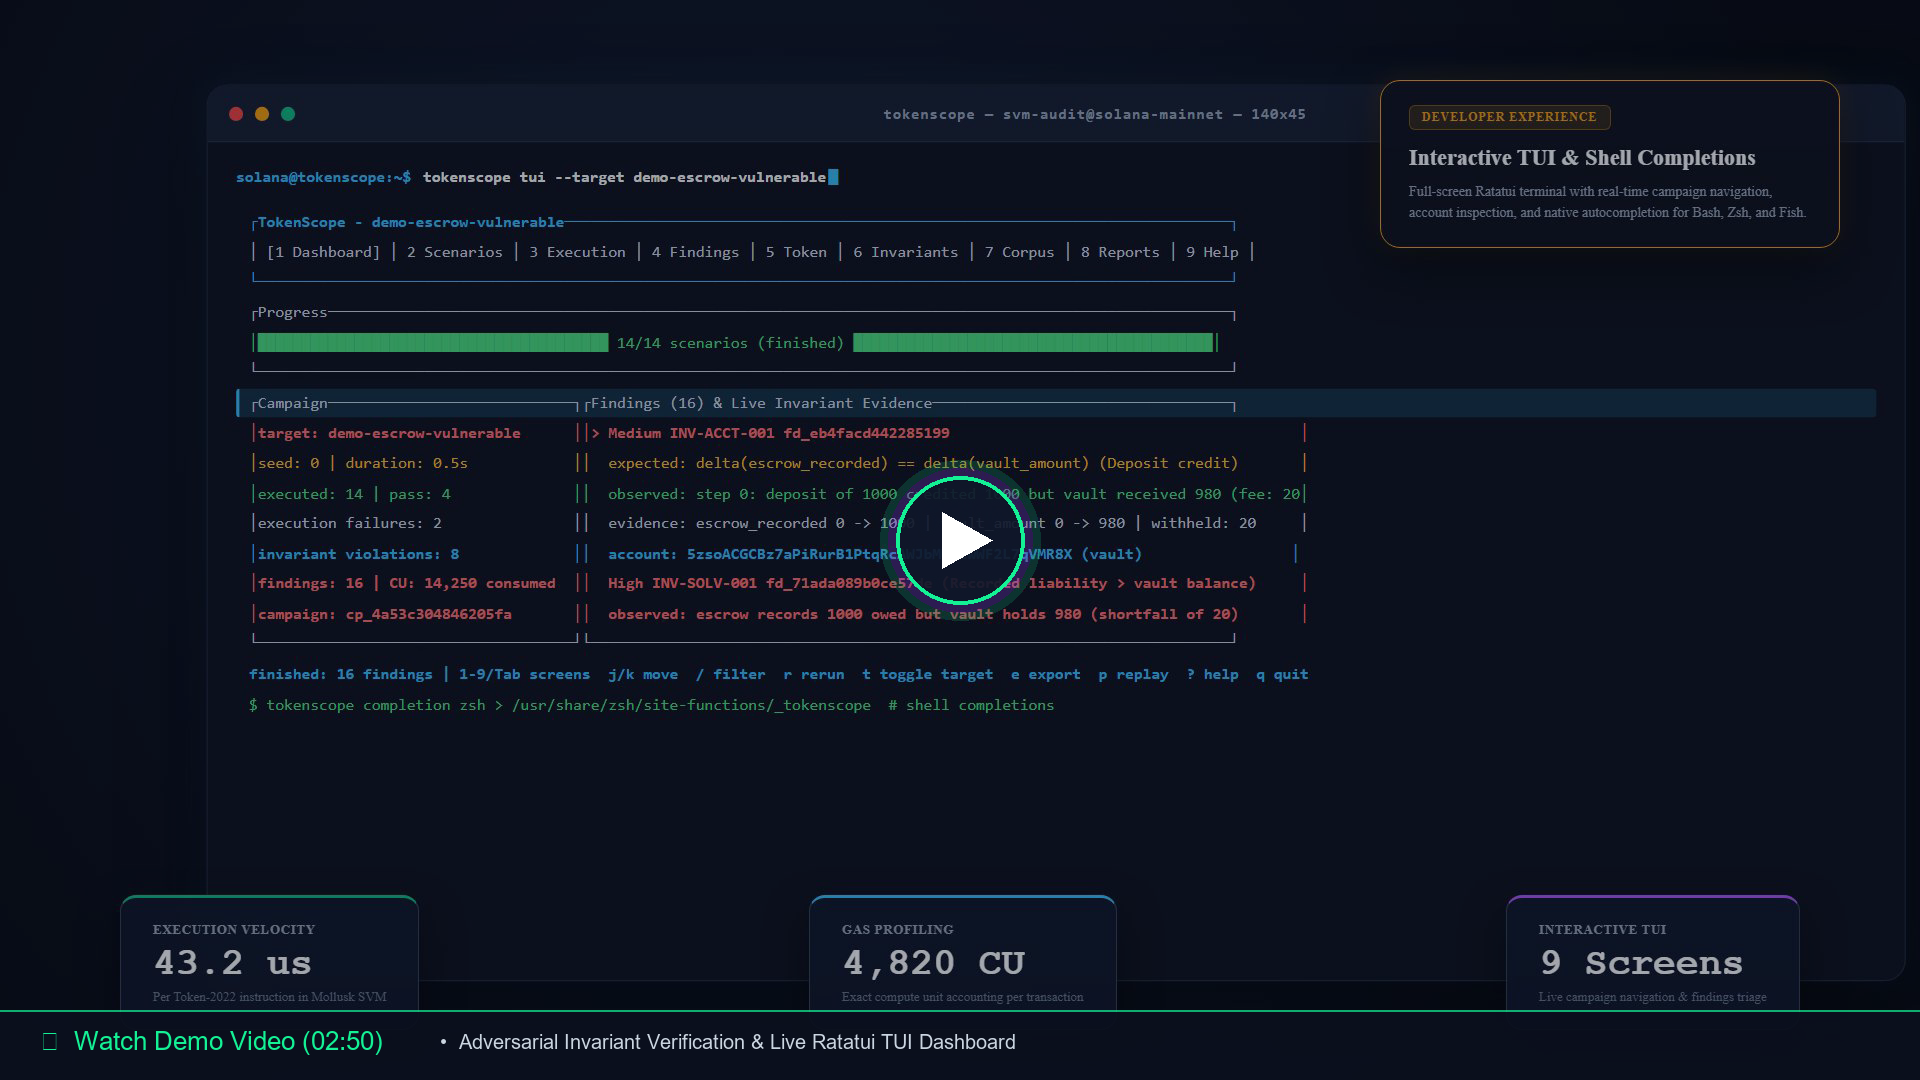 tokenscope — svm-audit@solana-mainnet — 140x45
DEVELOPER EXPERIENCE
Interactive TUI & Shell Completions
Full-screen Ratatui terminal with real-time campaign navigation,
account inspection, and native autocompletion for Bash, Zsh, and Fish.
solana@tokenscope:~$ tokenscope tui --target demo-escrow-vulnerable
TokenScope - demo-escrow-vulnerable
│ [1 Dashboard] │ 2 Scenarios │ 3 Execution │ 4 Findings │ 5 Token │ 6 Invariants │ 7 Corpus │ 8 Reports │ 9 Help │
Progress
14/14 scenarios (finished)
Campaign Findings (16) & Live Invariant Evidence
│target: demo-escrow-vulnerable ││> Medium INV-ACCT-001 fd_eb4facd442285199 │
│seed: 0 | duration: 0.5s ││ expected: delta(escrow_recorded) == delta(vault_amount) (Deposit credit) │
│executed: 14 | pass: 4 ││ observed: step 0: deposit of 1000 but vault received 980 (fee: 20│
│execution failures: 2 ││ evidence: escrow_recorded 0 -> 0 -> 980 | withheld: 20 │
│invariant violations: 8 ││ account: (vault) │
│findings: 16 | CU: 14,250 consumed ││ High INV-SOLV-001 liability > vault balance) │
│campaign: cp_4a53c304846205fa ││ observed: escrow records 1000 owed but vault holds 980 (shortfall of 20) │
finished: 16 findings | 1-9/Tab screens j/k move / filter r rerun t toggle target e export p replay ? help q quit
$ tokenscope completion zsh > /usr/share/zsh/site-functions/_tokenscope # shell completions
EXECUTION VELOCITY
43.2 us
Per Token-2022 instruction in Mollusk SVM
GAS PROFILING
4,820 CU
Exact compute unit accounting per transaction
INTERACTIVE TUI
9 Screens
Live campaign navigation & findings triage
Watch Demo Video (02:50) • Adversarial Invariant Verification & Live Ratatui TUI Dashboard